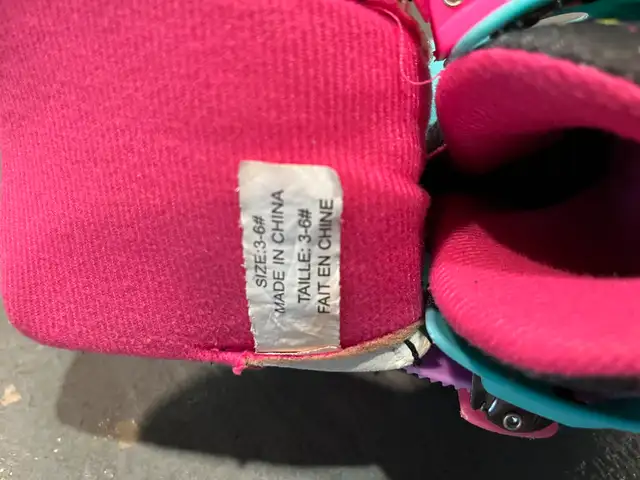 SIZE:3-6#
MADE IN CHINA
TAILLE: 3-6#
FAIT EN CHINE